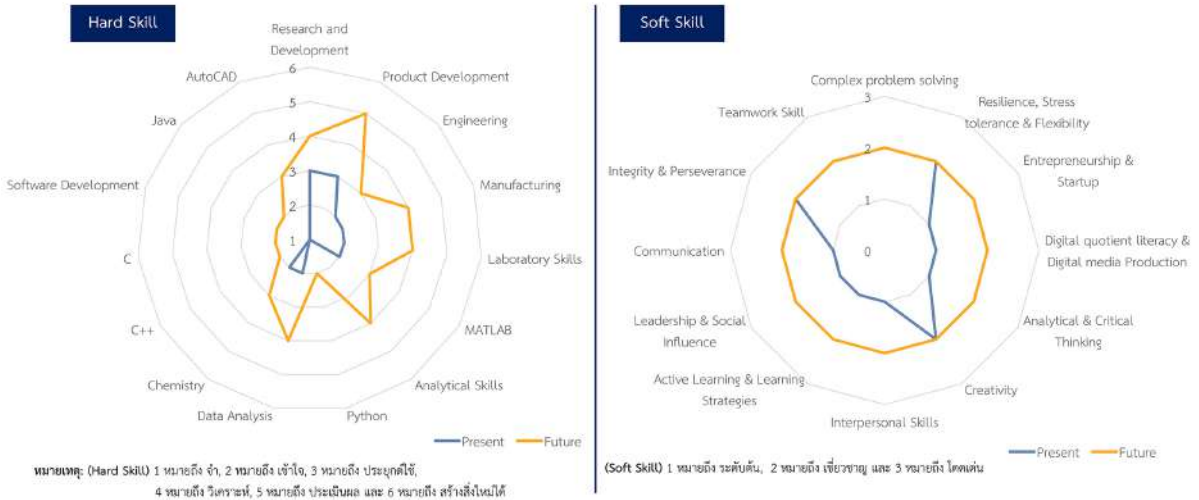 Hard Skill
Research and
Development
Product Development
Engineering
Manufacturing
Laboratory Skills
MATLAB
Analytical Skills
Python
Data Analysis
Chemistry
C++
C
Software Development
Java
AutoCAD
6
5
4
3
2
1
Present
Future
หมายเหตุ: (Hard Skill) 1 หมายถึง จำ, 2 หมายถึง เข้าใจ, 3 หมายถึง ประยุกต์ใช้,
4 หมายถึง วิเคราะห์, 5 หมายถึง ประเมินผล และ 6 หมายถึง สร้างสิ่งใหม่ได้
Soft Skill
Complex problem solving
Resilience, Stress
tolerance & Flexibility
Entrepreneurship &
Startup
Digital quotient literacy &
Digital media Production
Analytical & Critical
Thinking
Creativity
Interpersonal Skills
Active Learning & Learning
Strategies
Leadership & Social
Influence
Communication
Integrity & Perseverance
Teamwork Skill
3
2
1
0
Present
Future
(Soft Skill) 1 หมายถึง ระดับต้น, 2 หมายถึง เชี่ยวชาญ และ 3 หมายถึง โดดเด่น